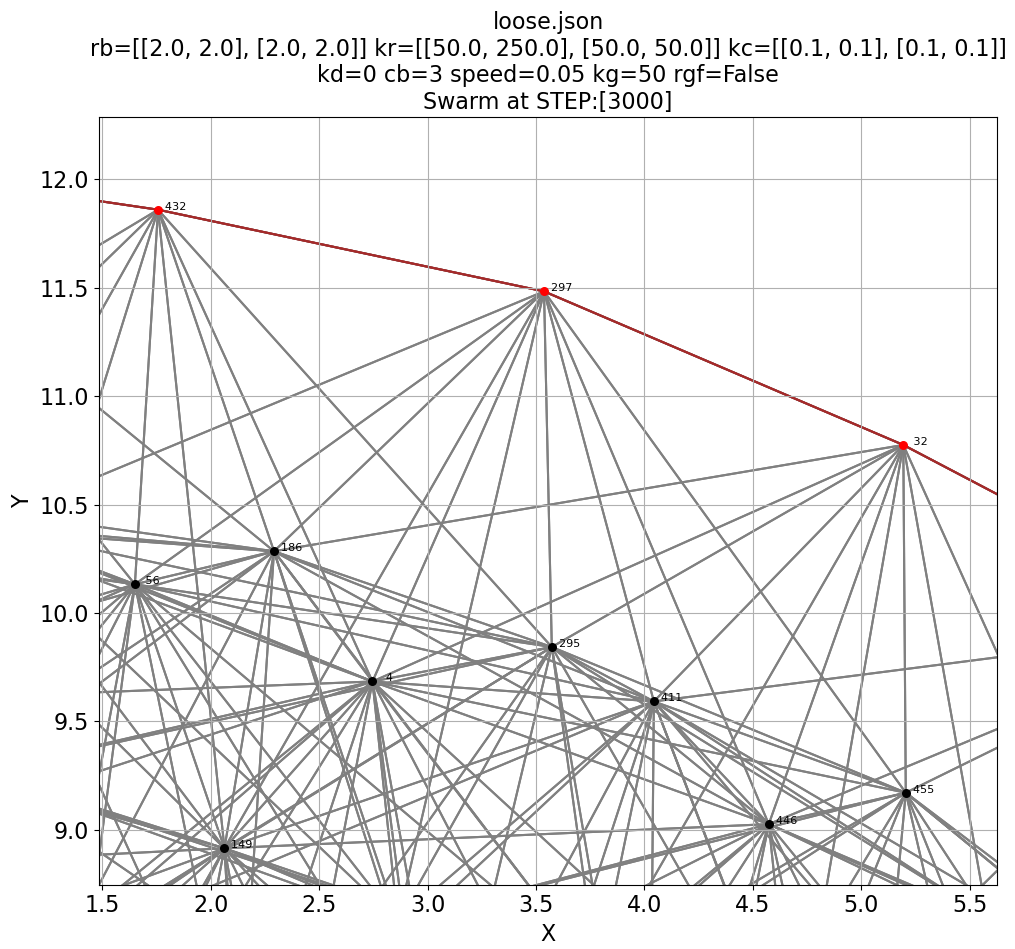 loose.json
rb=[[2.0, 2.0], [2.0, 2.0]] kr=[[50.0, 250.0], [50.0, 50.0]] kc=[[0.1, 0.1], [0.1, 0.1]]
kd=0 cb=3 speed=0.05 kg=50 rgf=False
Swarm at STEP:[3000]
12.0
432
11.5
297
11.0
32
10.5
186
56
10.0
295
4
411
9.5
455
446
9.0
149
Y
1.5 2.0 2.5 3.0 3.5 4.0 4.5 5.0 5.5
X